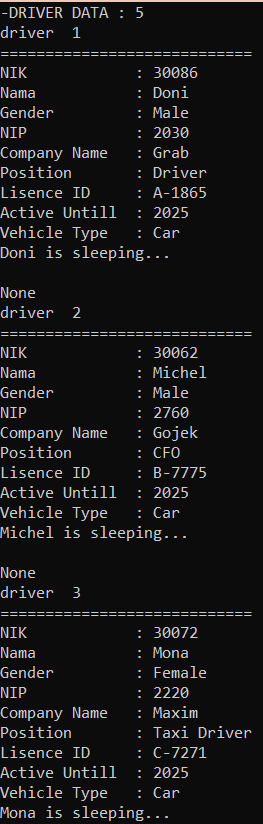 -DRIVER DATA : 5
driver  1
============================
NIK            : 30086
Nama           : Doni
Gender         : Male
NIP            : 2030
Company Name   : Grab
Position       : Driver
Lisence ID     : A-1865
Active Untill  : 2025
Vehicle Type   : Car
Doni is sleeping...

None
driver  2
============================
NIK            : 30062
Nama           : Michel
Gender         : Male
NIP            : 2760
Company Name   : Gojek
Position       : CFO
Lisence ID     : B-7775
Active Untill  : 2025
Vehicle Type   : Car
Michel is sleeping...

None
driver  3
============================
NIK            : 30072
Nama           : Mona
Gender         : Female
NIP            : 2220
Company Name   : Maxim
Position       : Taxi Driver
Lisence ID     : C-7271
Active Untill  : 2025
Vehicle Type   : Car
Mona is sleeping...